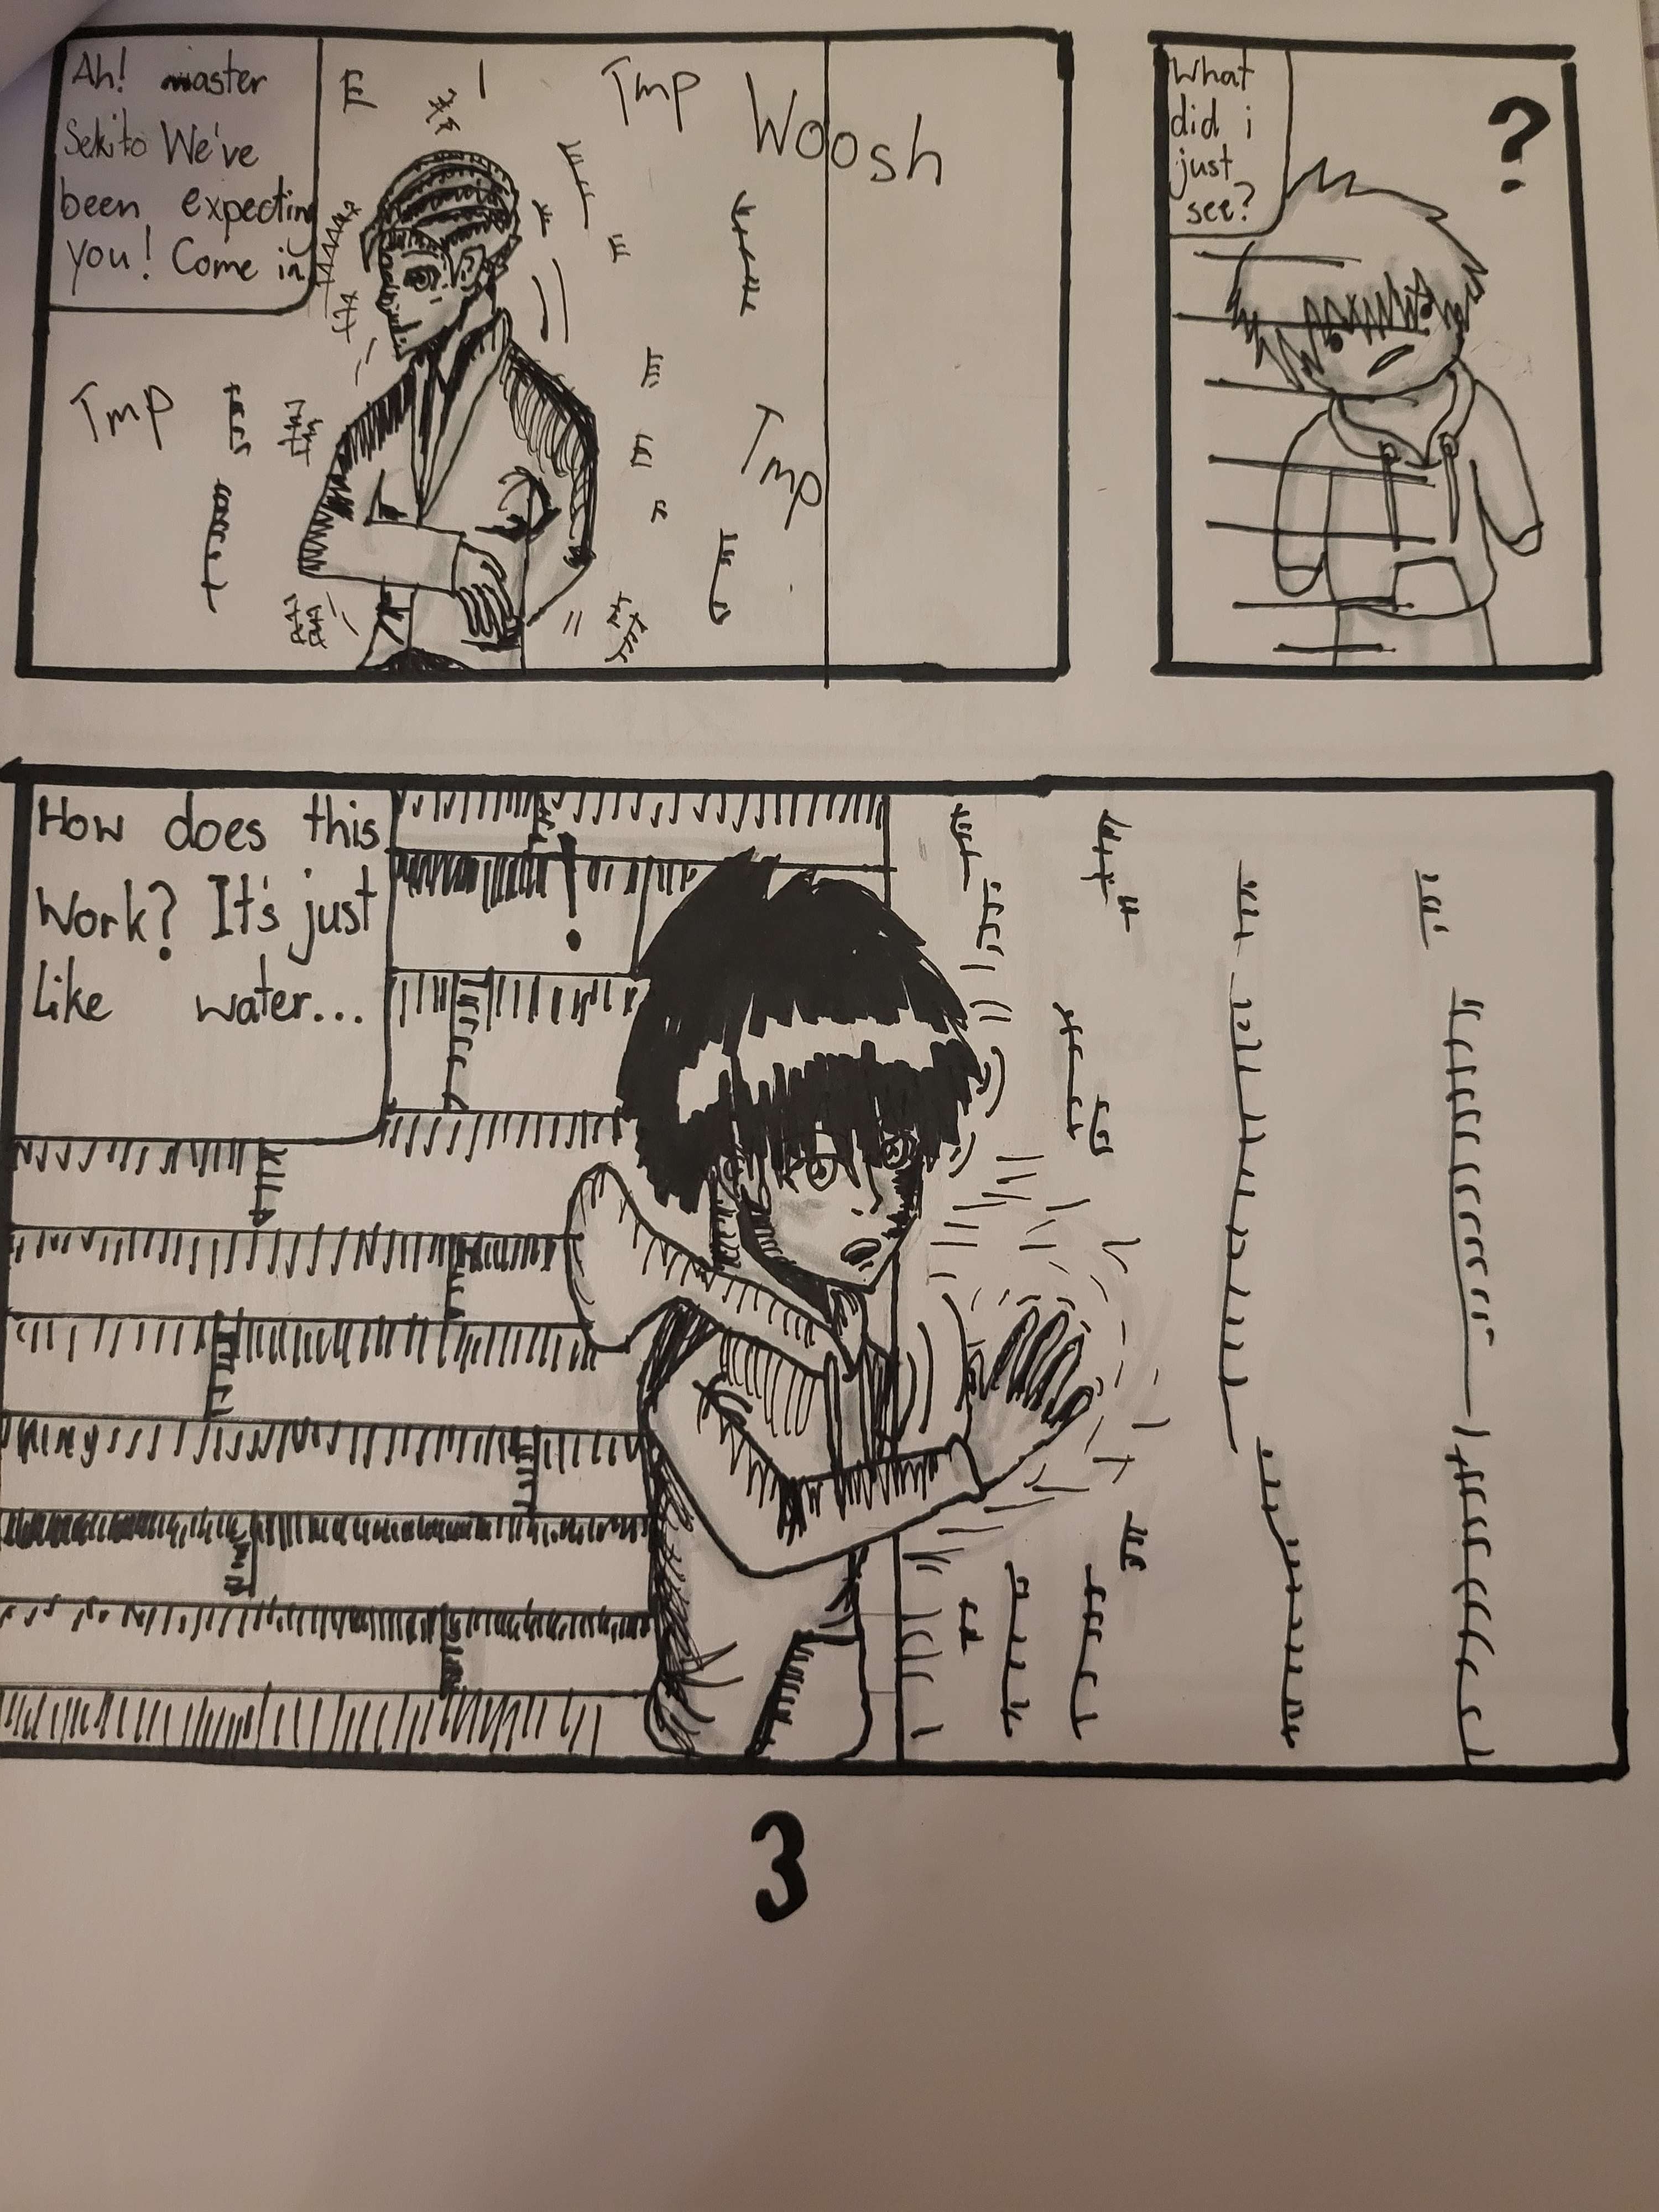 Ah! master
Sekito We've
been expecting
you! Come in
Tmp
Woosh
Tmp
Tmp
What
did i
just
see?
?
How does this
work? It's just
like water...
!
3